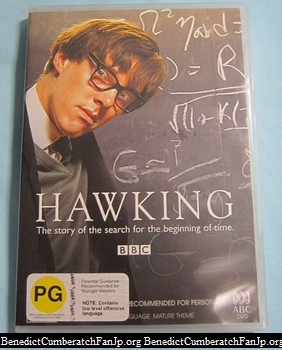 HAWKING
The story of the search for the beginning of time.
BBC
PG
Parental Guidance
Recommended for
Younger Viewers
NOTE: Contains
low level offensive
language.
RECOMMENDED FOR PERSON
GUAGE, MATURE THEME
ABC
DVD
BenedictCumberbatchFanJp.org BenedictCumberbatchFanJp.org